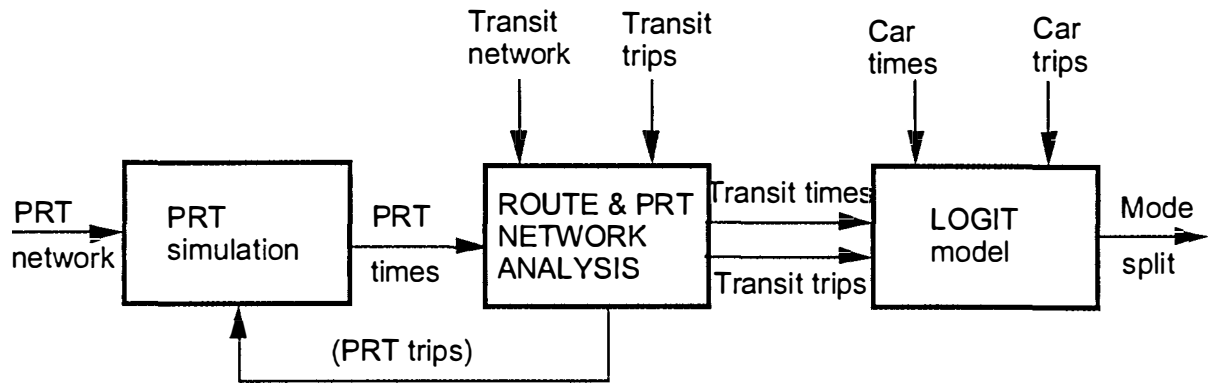 Transit
network
Transit
trips
Car
times
Car
trips
PRT
network
PRT
simulation
PRT
times
ROUTE & PRT
NETWORK
ANALYSIS
Transit times
Transit trips
LOGIT
model
Mode
split
(PRT trips)